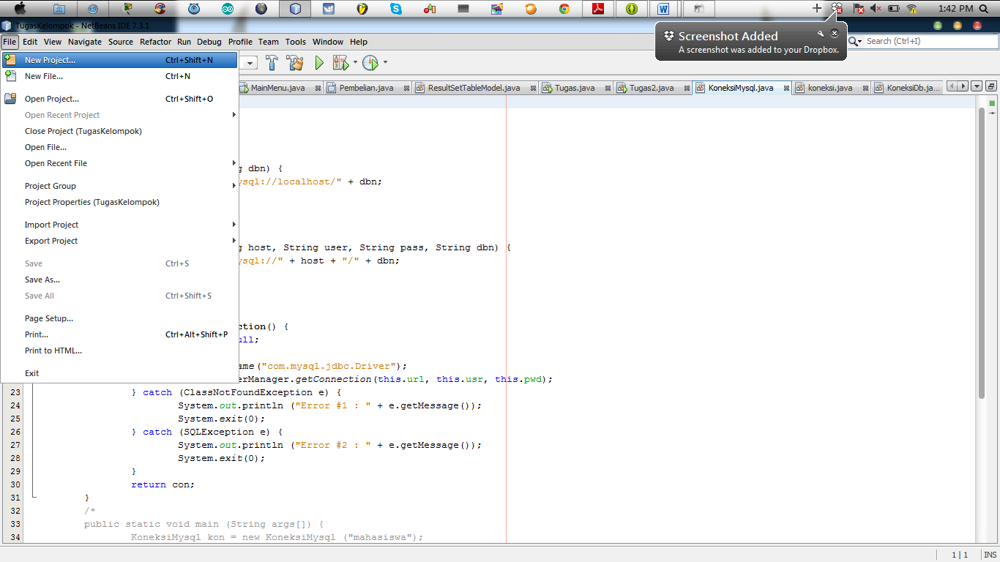 1:42 PM
TugasKelompok - NetBeans IDE 7.3.1
File Edit View Navigate Source Refactor Run Debug Profile Team Tools Window Help
Search (Ctrl+I)
Screenshot Added
A screenshot was added to your Dropbox.
New Project... Ctrl+Shift+N
New File... Ctrl+N
Open Project... Ctrl+Shift+O
Open Recent Project
Close Project (TugasKelompok)
Open File...
Open Recent File
Project Group
Project Properties (TugasKelompok)
Import Project
Export Project
Save Ctrl+S
Save As...
Save All Ctrl+Shift+S
Page Setup...
Print... Ctrl+Alt+Shift+P
Print to HTML...
Exit
MainMenu.java Pembelian.java ResultSetTableModel.java Tugas.java Tugas2.java KoneksiMysql.java koneksi.java KoneksiDb.ja...
g dbn) {
ysql://localhost/" + dbn;
g host, String user, String pass, String dbn) {
ysql://" + host + "/" + dbn;
ction() {
ull;
ame("com.mysql.jdbc.Driver");
erManager.getConnection(this.url, this.usr, this.pwd);
23 } catch (ClassNotFoundException e) {
24 System.out.println ("Error #1 : " + e.getMessage());
25 System.exit(0);
26 } catch (SQLException e) {
27 System.out.println ("Error #2 : " + e.getMessage());
28 System.exit(0);
29 }
30 return con;
31 }
32 /*
33 public static void main (String args[]) {
34 KoneksiMysql kon = new KoneksiMysql ("mahasiswa");
1 | 1 INS